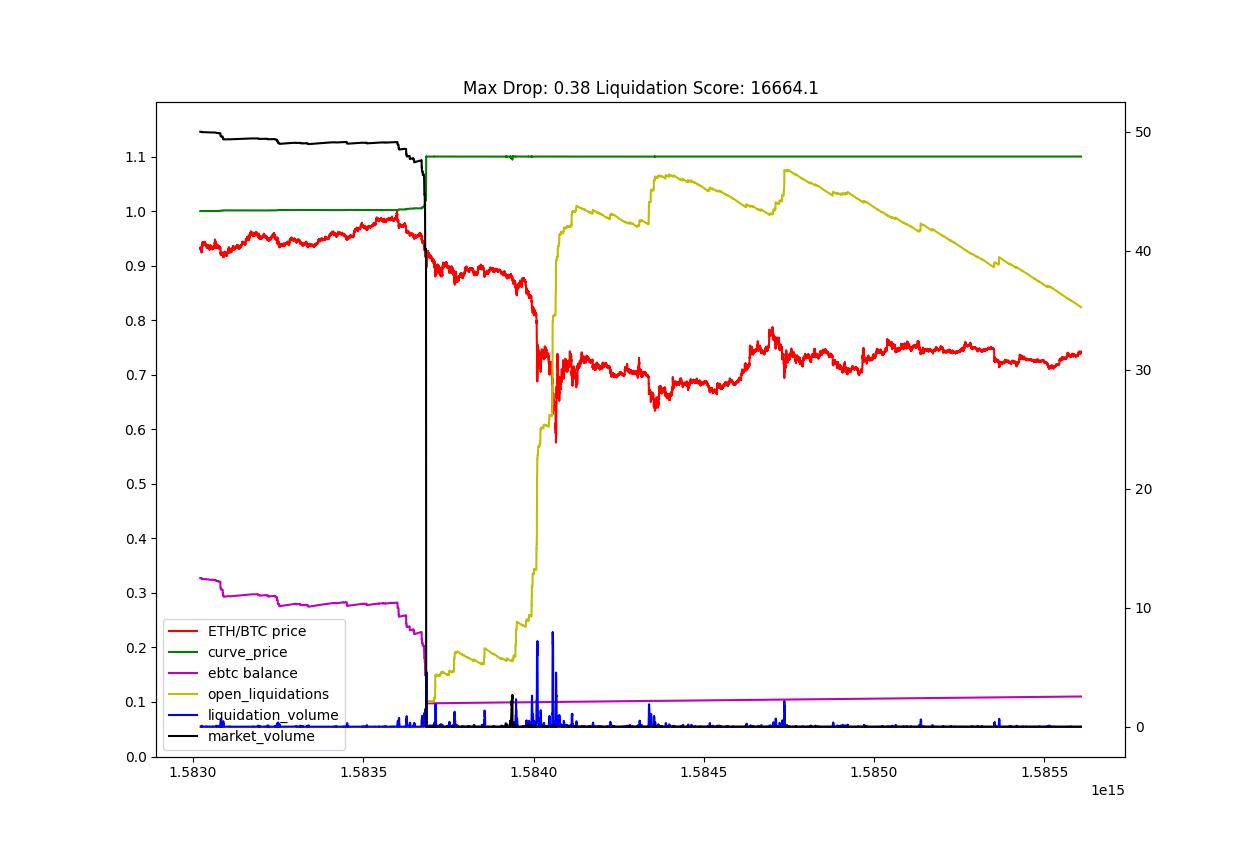 Max Drop: 0.38 Liquidation Score: 16664.1
1.1
1.0
0.9
0.8
0.7
0.6
0.5
0.4
0.3
0.2
0.1
0.0
50
40
30
20
10
0
ETH/BTC price
curve_price
ebtc balance
open_liquidations
liquidation_volume
market_volume
1.5830 1.5835 1.5840 1.5845 1.5850 1.5855
1e15